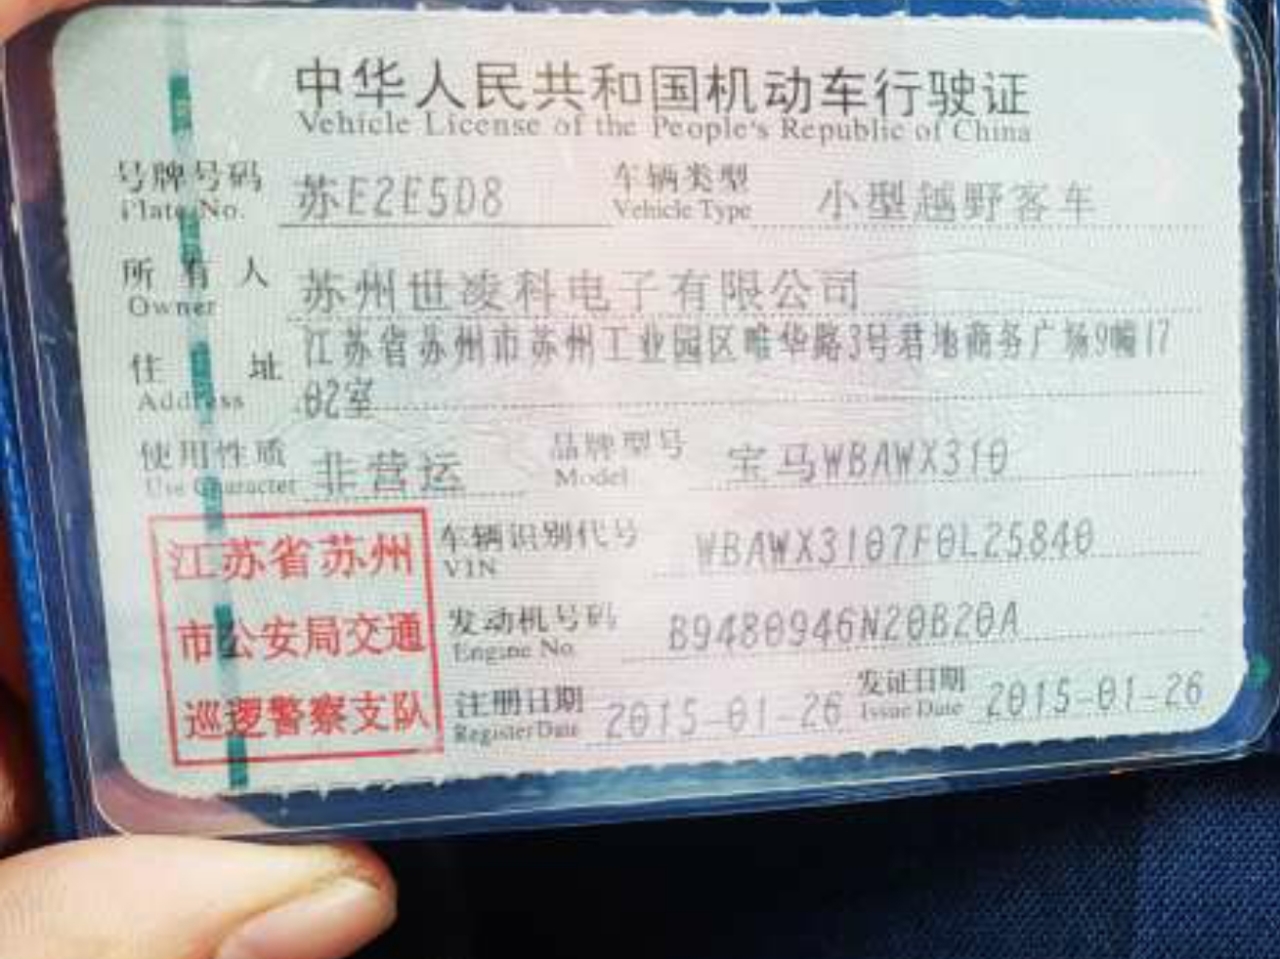 中华人民共和国机动车行驶证
Vehicle License of the People's Republic of China
号牌号码 苏E2E5D8 车辆类型 小型越野客车
Plate No. Vehicle Type
所有人 苏州世凌科电子有限公司
Owner
江苏省苏州市苏州工业园区唯华路3号君地商务广场9幢17
住址 02室
Address
使用性质 非营运 品牌型号 宝马WBAWX310
Use Character Model
车辆识别代号 WBAWX3107F0L25840
VIN
发动机号码 B9480946N20B20A
Engine No.
注册日期 2015-01-26 发证日期 2015-01-26
Register Date Issue Date
江苏省苏州
市公安局交通
巡逻警察支队